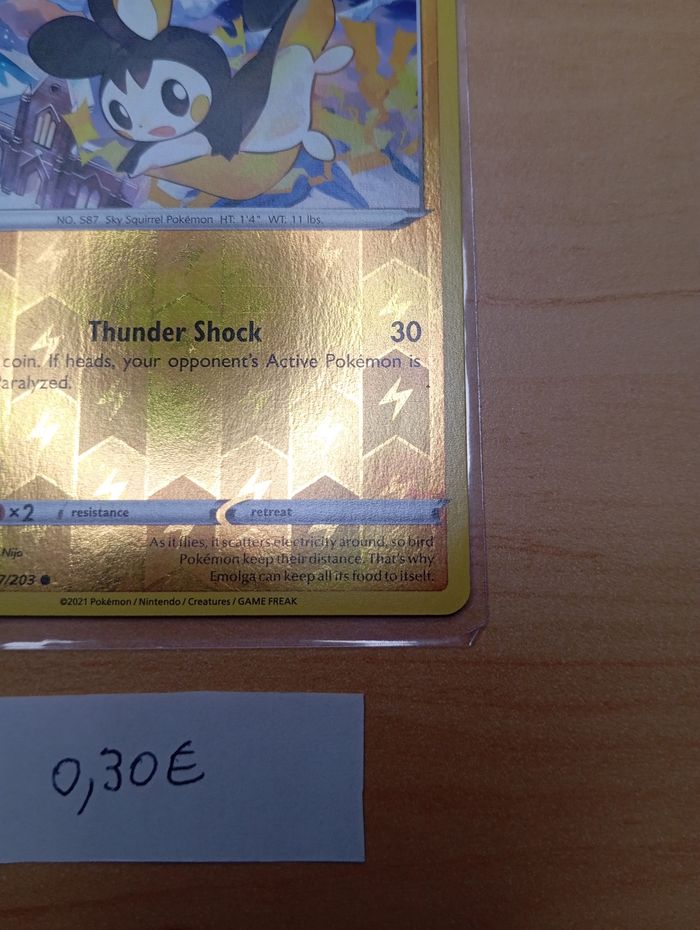 NO. 587 Sky Squirrel Pokémon HT: 1'4" WT: 11 lbs.
Thunder Shock 30
coin. If heads, your opponent's Active Pokémon is
aralyzed.
×2 resistance retreat
As it flies, it scatters electricity around, so bird
Nijo
Pokémon keep their distance. That's why
7/203
Emolga can keep all its food to itself.
©2021 Pokémon / Nintendo / Creatures / GAME FREAK
0,30€